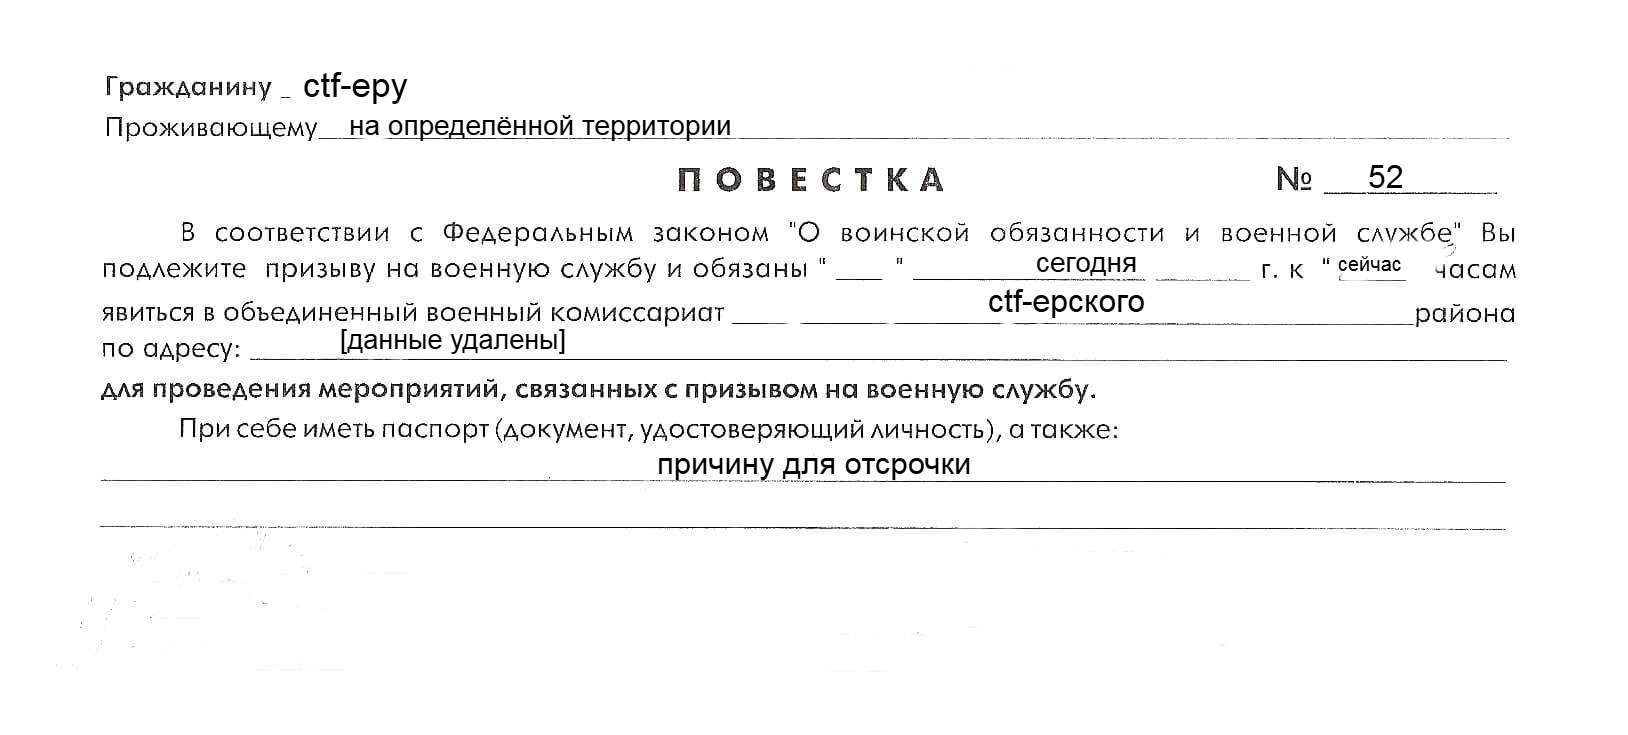 Гражданину _ ctf-еру
Проживающему на определённой территории
ПОВЕСТКА № 52
В соответствии с Федеральным законом "О воинской обязанности и военной службе" Вы
подлежите призыву на военную службу и обязаны " ___ " сегодня г. к " сейчас часам
явиться в объединенный военный комиссариат ctf-ерского района
по адресу: [данные удалены]
для проведения мероприятий, связанных с призывом на военную службу.
При себе иметь паспорт (документ, удостоверяющий личность), а также:
причину для отсрочки